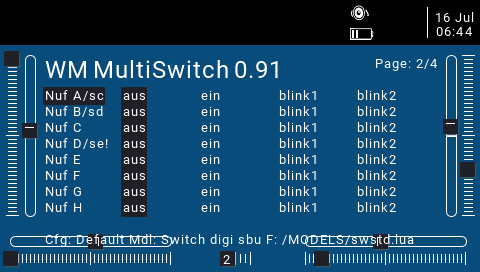 16 Jul
06:44
WM MultiSwitch 0.91
Page: 2/4
Nuf A/sc aus ein blink1 blink2
Nuf B/sd aus ein blink1 blink2
Nuf C aus ein blink1 blink2
Nuf D/se! aus ein blink1 blink2
Nuf E aus ein blink1 blink2
Nuf F aus ein blink1 blink2
Nuf G aus ein blink1 blink2
Nuf H aus ein blink1 blink2
Cfg: Default Mdl: Switch digi sbu F: /MODELS/swstd.lua
2